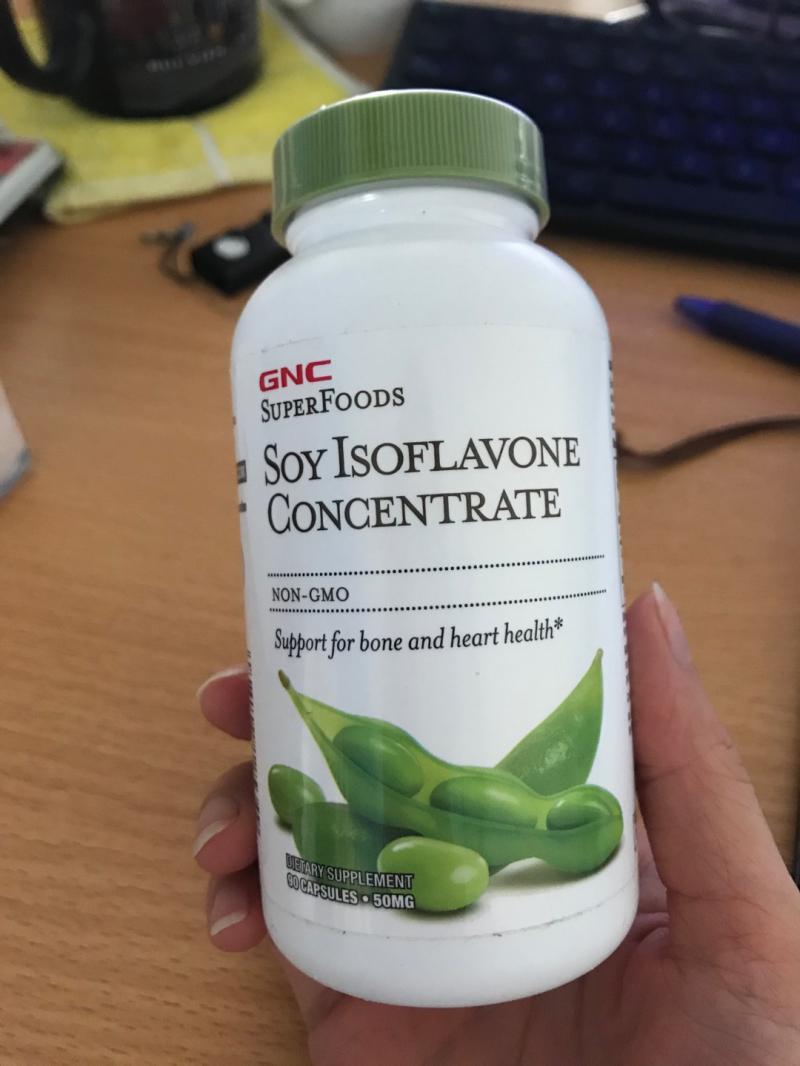 GNC
SUPERFOODS
SOY ISOFLAVONE
CONCENTRATE
NON-GMO
Support for bone and heart health*
DIETARY SUPPLEMENT
90 CAPSULES • 50MG